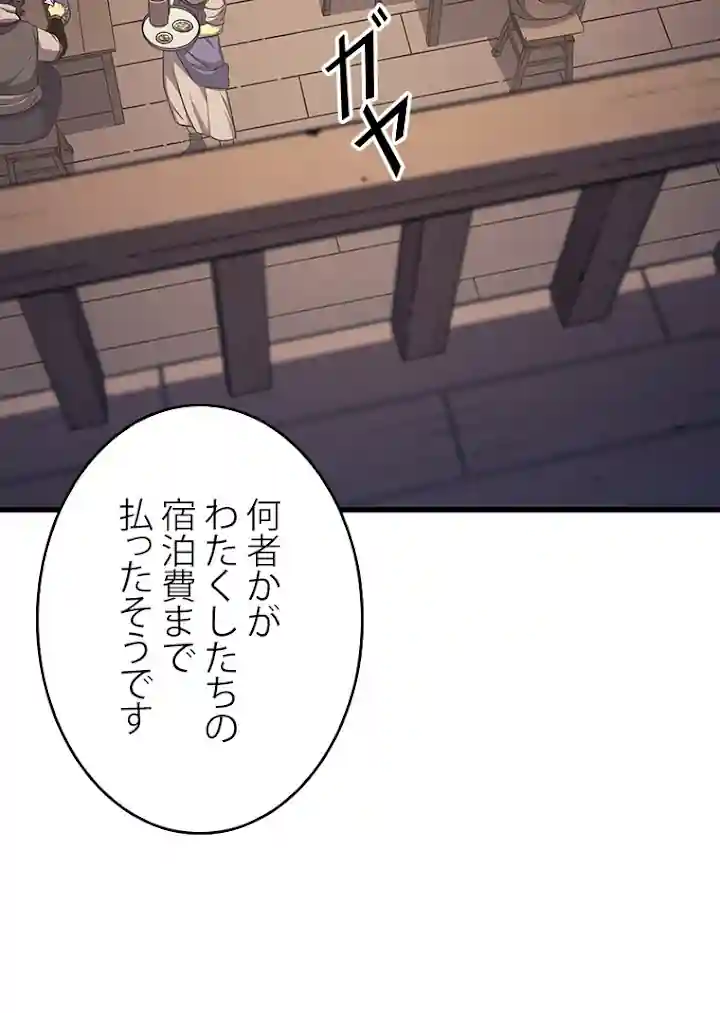 ガヤ
何者かが
わたくしたちの
宿泊費まで
払ったそうです